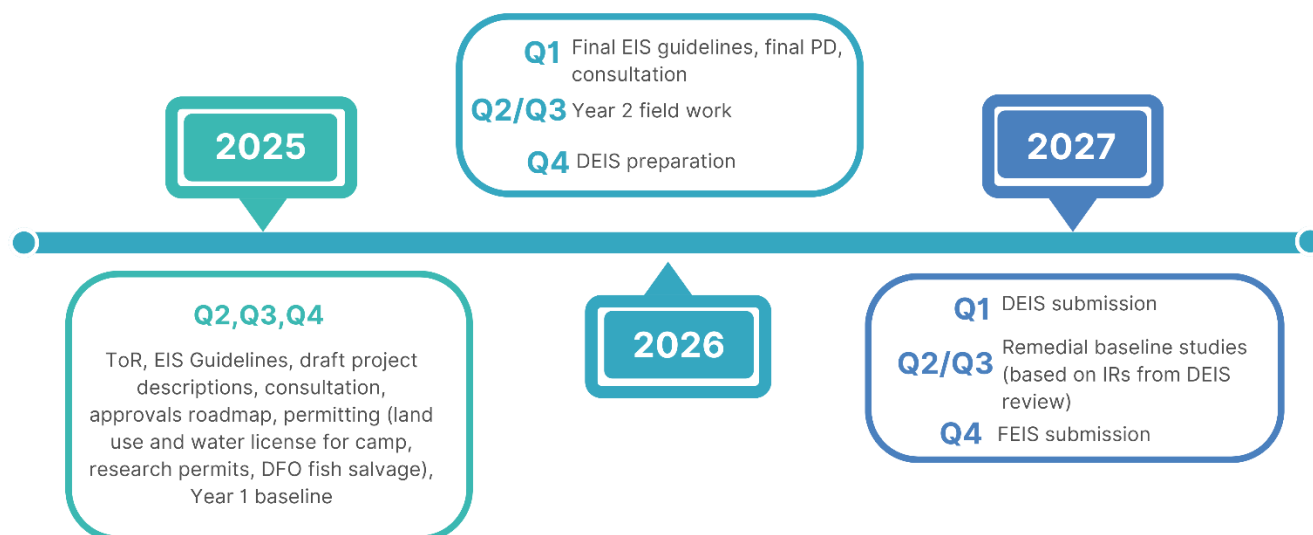 2025
Q2,Q3,Q4
ToR, EIS Guidelines, draft project
descriptions, consultation,
approvals roadmap, permitting (land
use and water license for camp,
research permits, DFO fish salvage),
Year 1 baseline
Q1 Final EIS guidelines, final PD,
consultation
Q2/Q3 Year 2 field work
Q4 DEIS preparation
2026
2027
Q1 DEIS submission
Q2/Q3 Remedial baseline studies
(based on IRs from DEIS
review)
Q4 FEIS submission